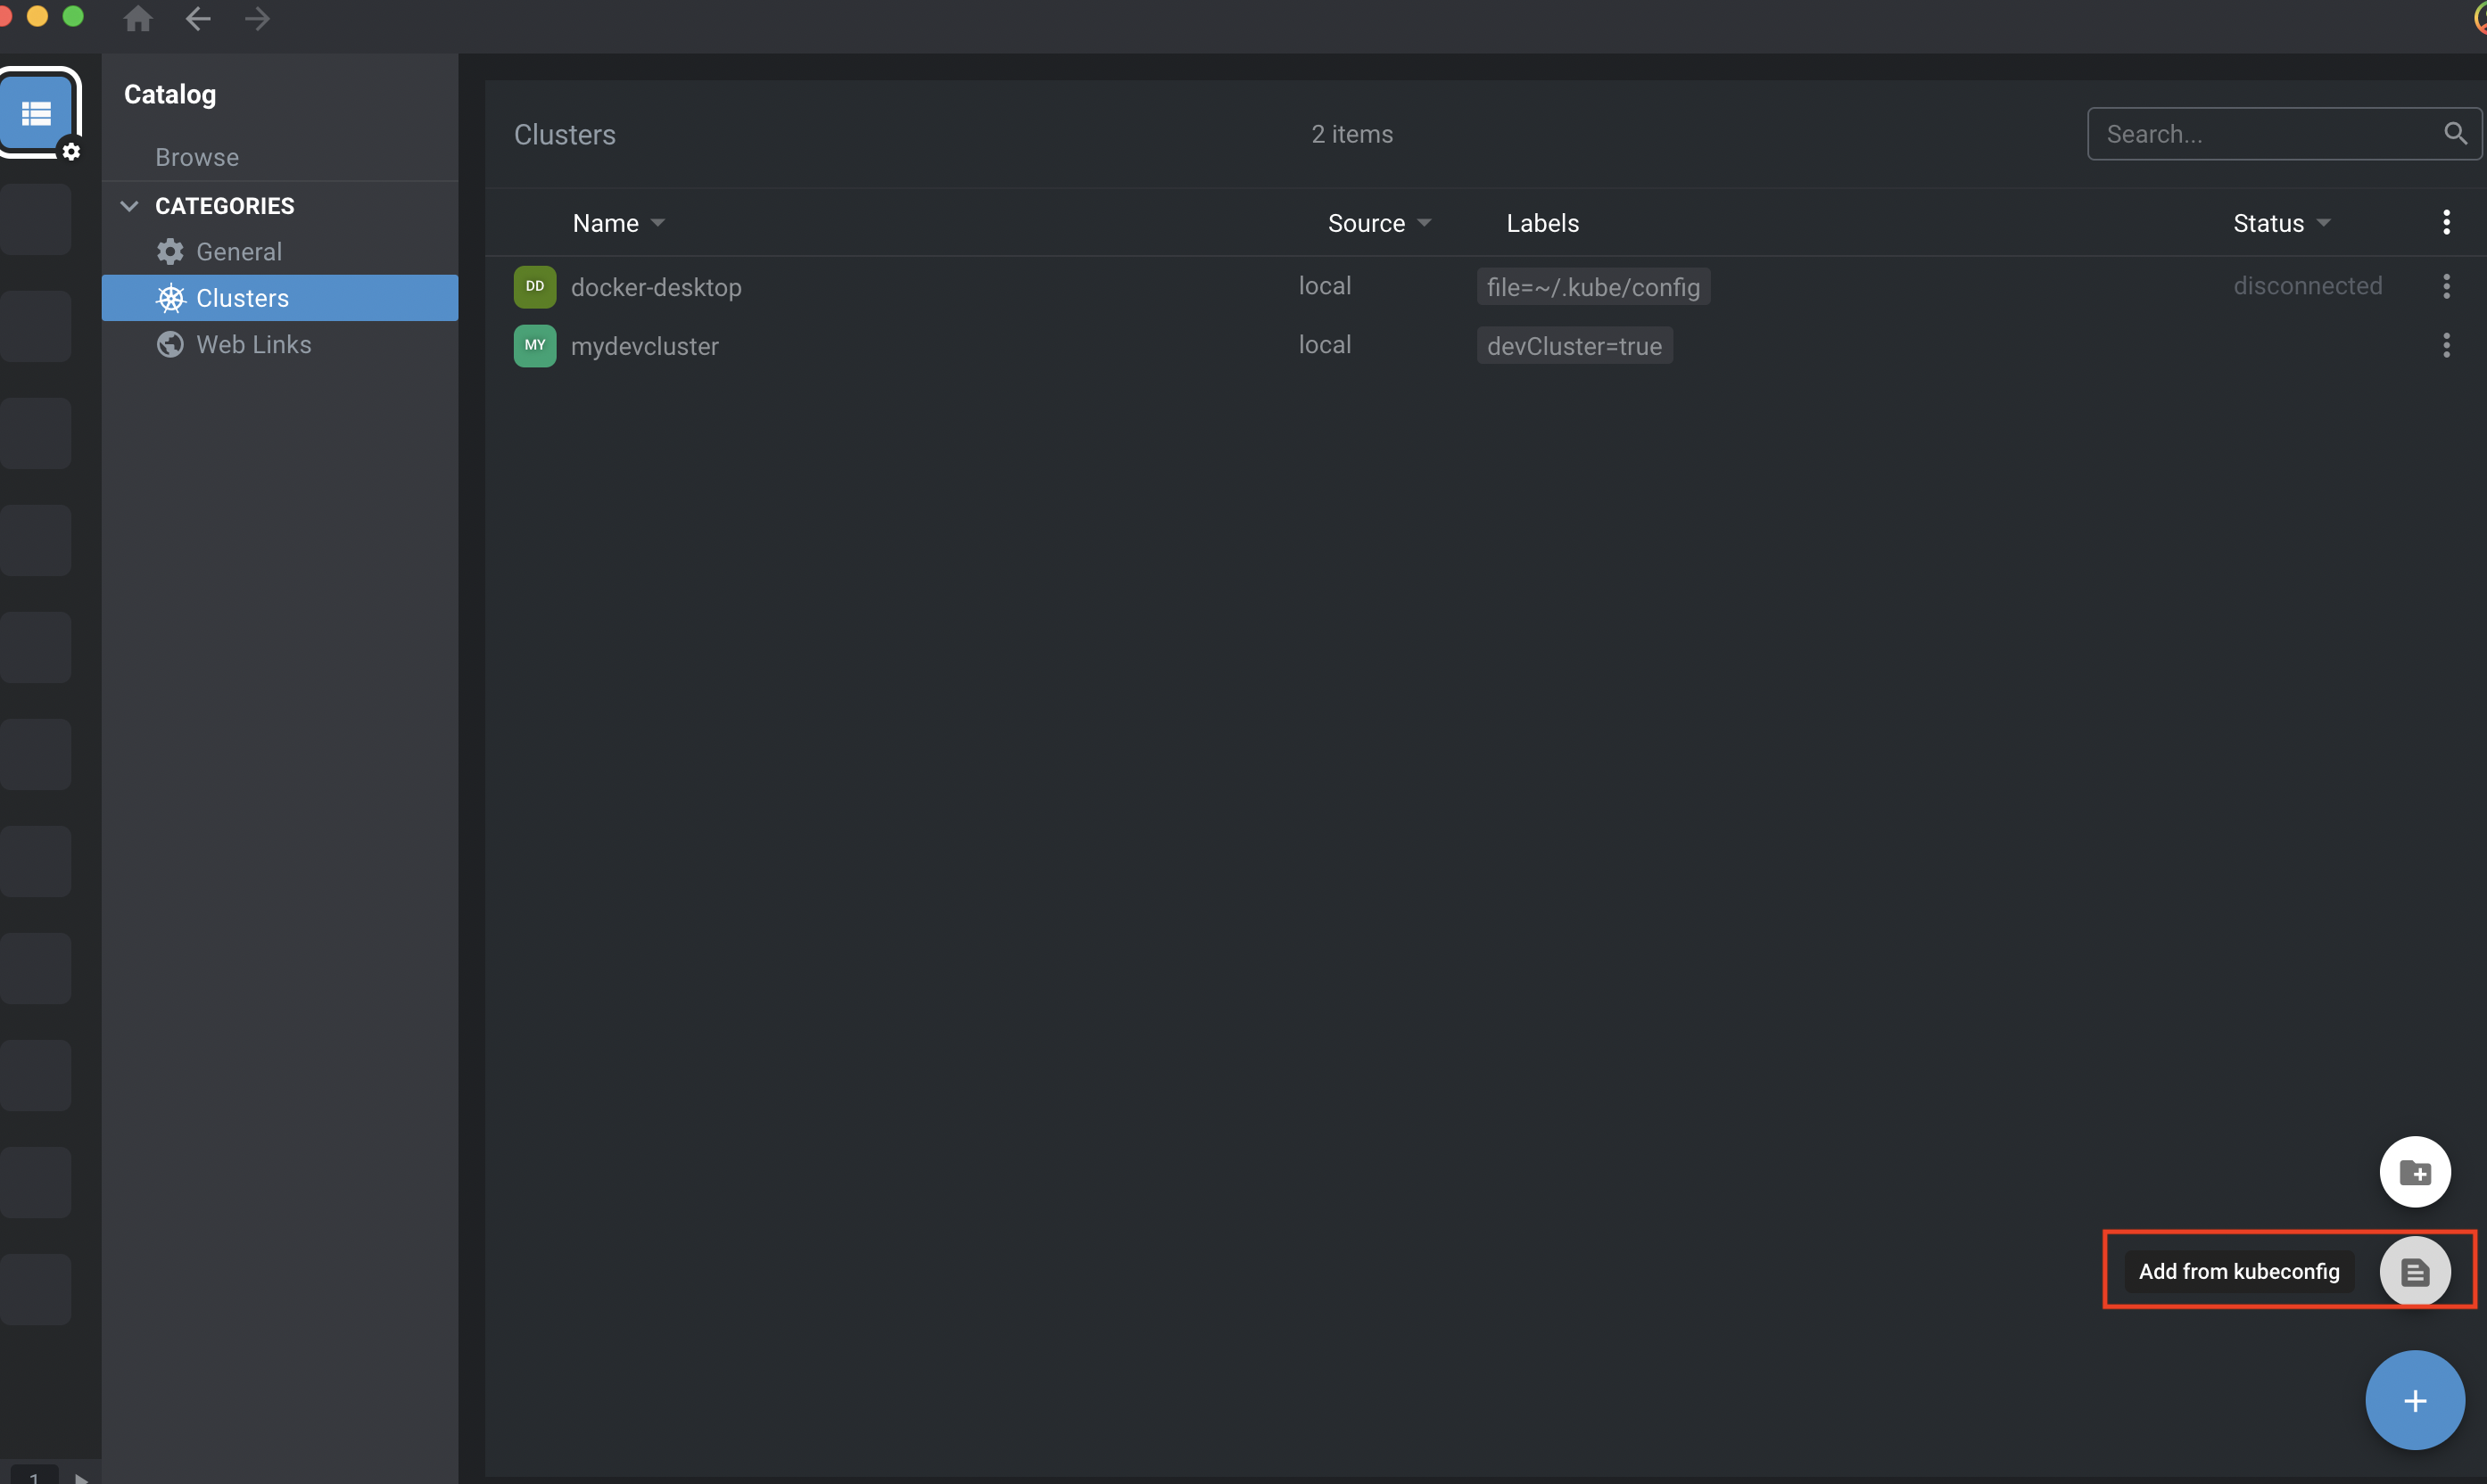 Catalog
Browse
CATEGORIES
General
Clusters
Web Links
Clusters
2 items
Search...
Name
Source
Labels
Status
DD
docker-desktop
local
file=~/.kube/config
disconnected
MY
mydevcluster
local
devCluster=true
Add from kubeconfig
+
1